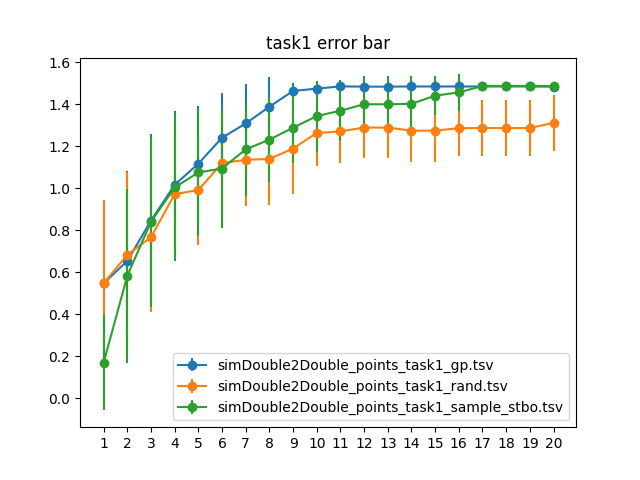 task1 error bar
1.6
1.4
1.2
1.0
0.8
0.6
0.4
0.2
0.0
simDouble2Double_points_task1_gp.tsv
simDouble2Double_points_task1_rand.tsv
simDouble2Double_points_task1_sample_stbo.tsv
1 2 3 4 5 6 7 8 9 10 11 12 13 14 15 16 17 18 19 20